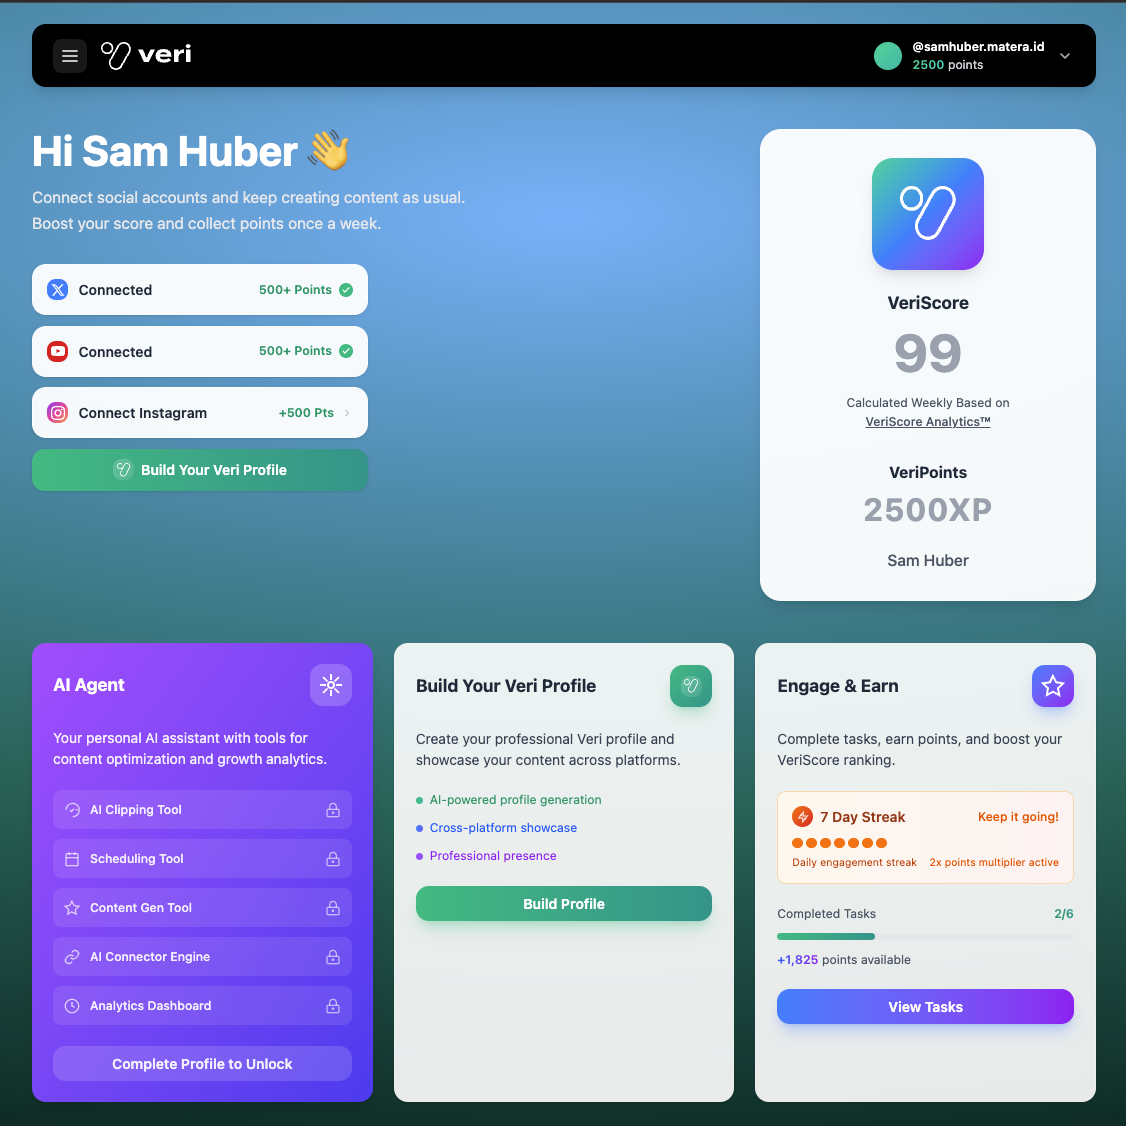 veri
@samhuber.matera.id
2500 points
Hi Sam Huber 👋
Connect social accounts and keep creating content as usual.
Boost your score and collect points once a week.
Connected
500+ Points
Connected
500+ Points
Connect Instagram
+500 Pts
Build Your Veri Profile
VeriScore
99
Calculated Weekly Based on
VeriScore Analytics™
VeriPoints
2500XP
Sam Huber
AI Agent
Your personal AI assistant with tools for
content optimization and growth analytics.
AI Clipping Tool
Scheduling Tool
Content Gen Tool
AI Connector Engine
Analytics Dashboard
Complete Profile to Unlock
Build Your Veri Profile
Create your professional Veri profile and
showcase your content across platforms.
AI-powered profile generation
Cross-platform showcase
Professional presence
Build Profile
Engage & Earn
Complete tasks, earn points, and boost your
VeriScore ranking.
7 Day Streak
Keep it going!
Daily engagement streak
2x points multiplier active
Completed Tasks
2/6
+1,825 points available
View Tasks